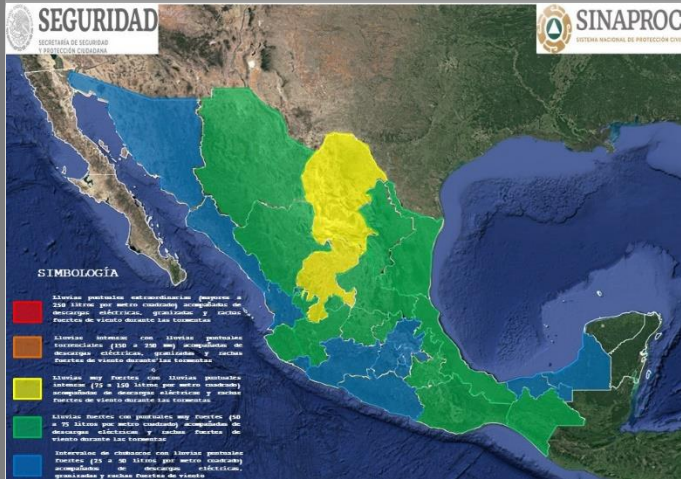 SEGURIDAD
SECRETARÍA DE SEGURIDAD
Y PROTECCIÓN CIUDADANA
SINAPROC
SISTEMA NACIONAL DE PROTECCIÓN CIVI
SIMBOLOGÍA
Lluvias puntuales extraordinarias (mayores a
250 litros por metro cuadrado) acompañadas de
descargas eléctricas, granizadas y rachas
fuertes de viento durante las tormentas
Lluvias intensas con lluvias puntuales
torrenciales (150 a 250 mm) acompañadas de
descargas eléctricas, granizadas y rachas
fuertes de viento durante las tormentas
Lluvias muy fuertes con lluvias puntuales
intensas (75 a 150 litros por metro cuadrado)
acompañadas de descargas eléctricas y rachas
fuertes de viento durante las tormentas
Lluvias fuertes con puntuales muy fuertes (50
a 75 litros por metro cuadrado) acompañadas de
descargas eléctricas y rachas fuertes de
viento durante las tormentas
Intervalos de chubascos con lluvias puntuales
fuertes (25 a 50 litros por metro cuadrado)
acompañados de descargas eléctricas,
granizadas y rachas fuertes de viento